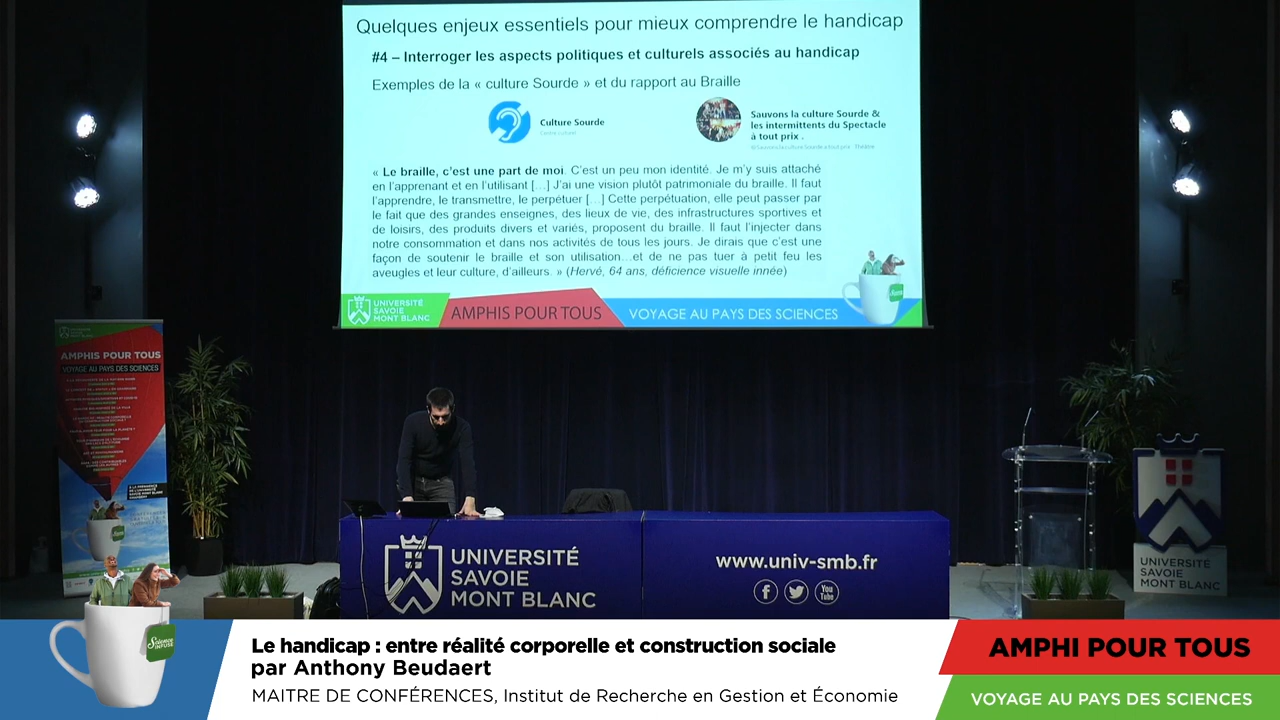 Quelques enjeux essentiels pour mieux comprendre le handicap
#4 – Interroger les aspects politiques et culturels associés au handicap
Exemples de la « culture Sourde » et du rapport au Braille
Culture Sourde
Centre culturel
Sauvons la culture Sourde &
les intermittents du Spectacle
à tout prix .
« Le braille, c'est une part de moi. C'est un peu mon identité. Je m'y suis attaché
en l'apprenant et en l'utilisant […] J'ai une vision plutôt patrimoniale du braille. Il faut
l'apprendre, le transmettre, le perpétuer […] Cette perpétuation, elle peut passer par
le fait que des grandes enseignes, des lieux de vie, des infrastructures sportives et
de loisirs, des produits divers et variés, proposent du braille. Il faut l'injecter dans
notre consommation et dans nos activités de tous les jours. Je dirais que c'est une
façon de soutenir le braille et son utilisation…et de ne pas tuer à petit feu les
aveugles et leur culture, d'ailleurs. » (Hervé, 64 ans, déficience visuelle innée)
UNIVERSITÉ
SAVOIE
MONT BLANC
AMPHIS POUR TOUS
VOYAGE AU PAYS DES SCIENCES
AMPHIS POUR TOUS
VOYAGE AU PAYS DES SCIENCES
UNIVERSITÉ
SAVOIE
MONT BLANC
www.univ-smb.fr
You
Tube
UNIVERSITÉ
SAVOIE
MONT BLANC
Science
INFUSE
Le handicap : entre réalité corporelle et construction sociale
par Anthony Beudaert
MAITRE DE CONFÉRENCES, Institut de Recherche en Gestion et Économie
AMPHI POUR TOUS
VOYAGE AU PAYS DES SCIENCES